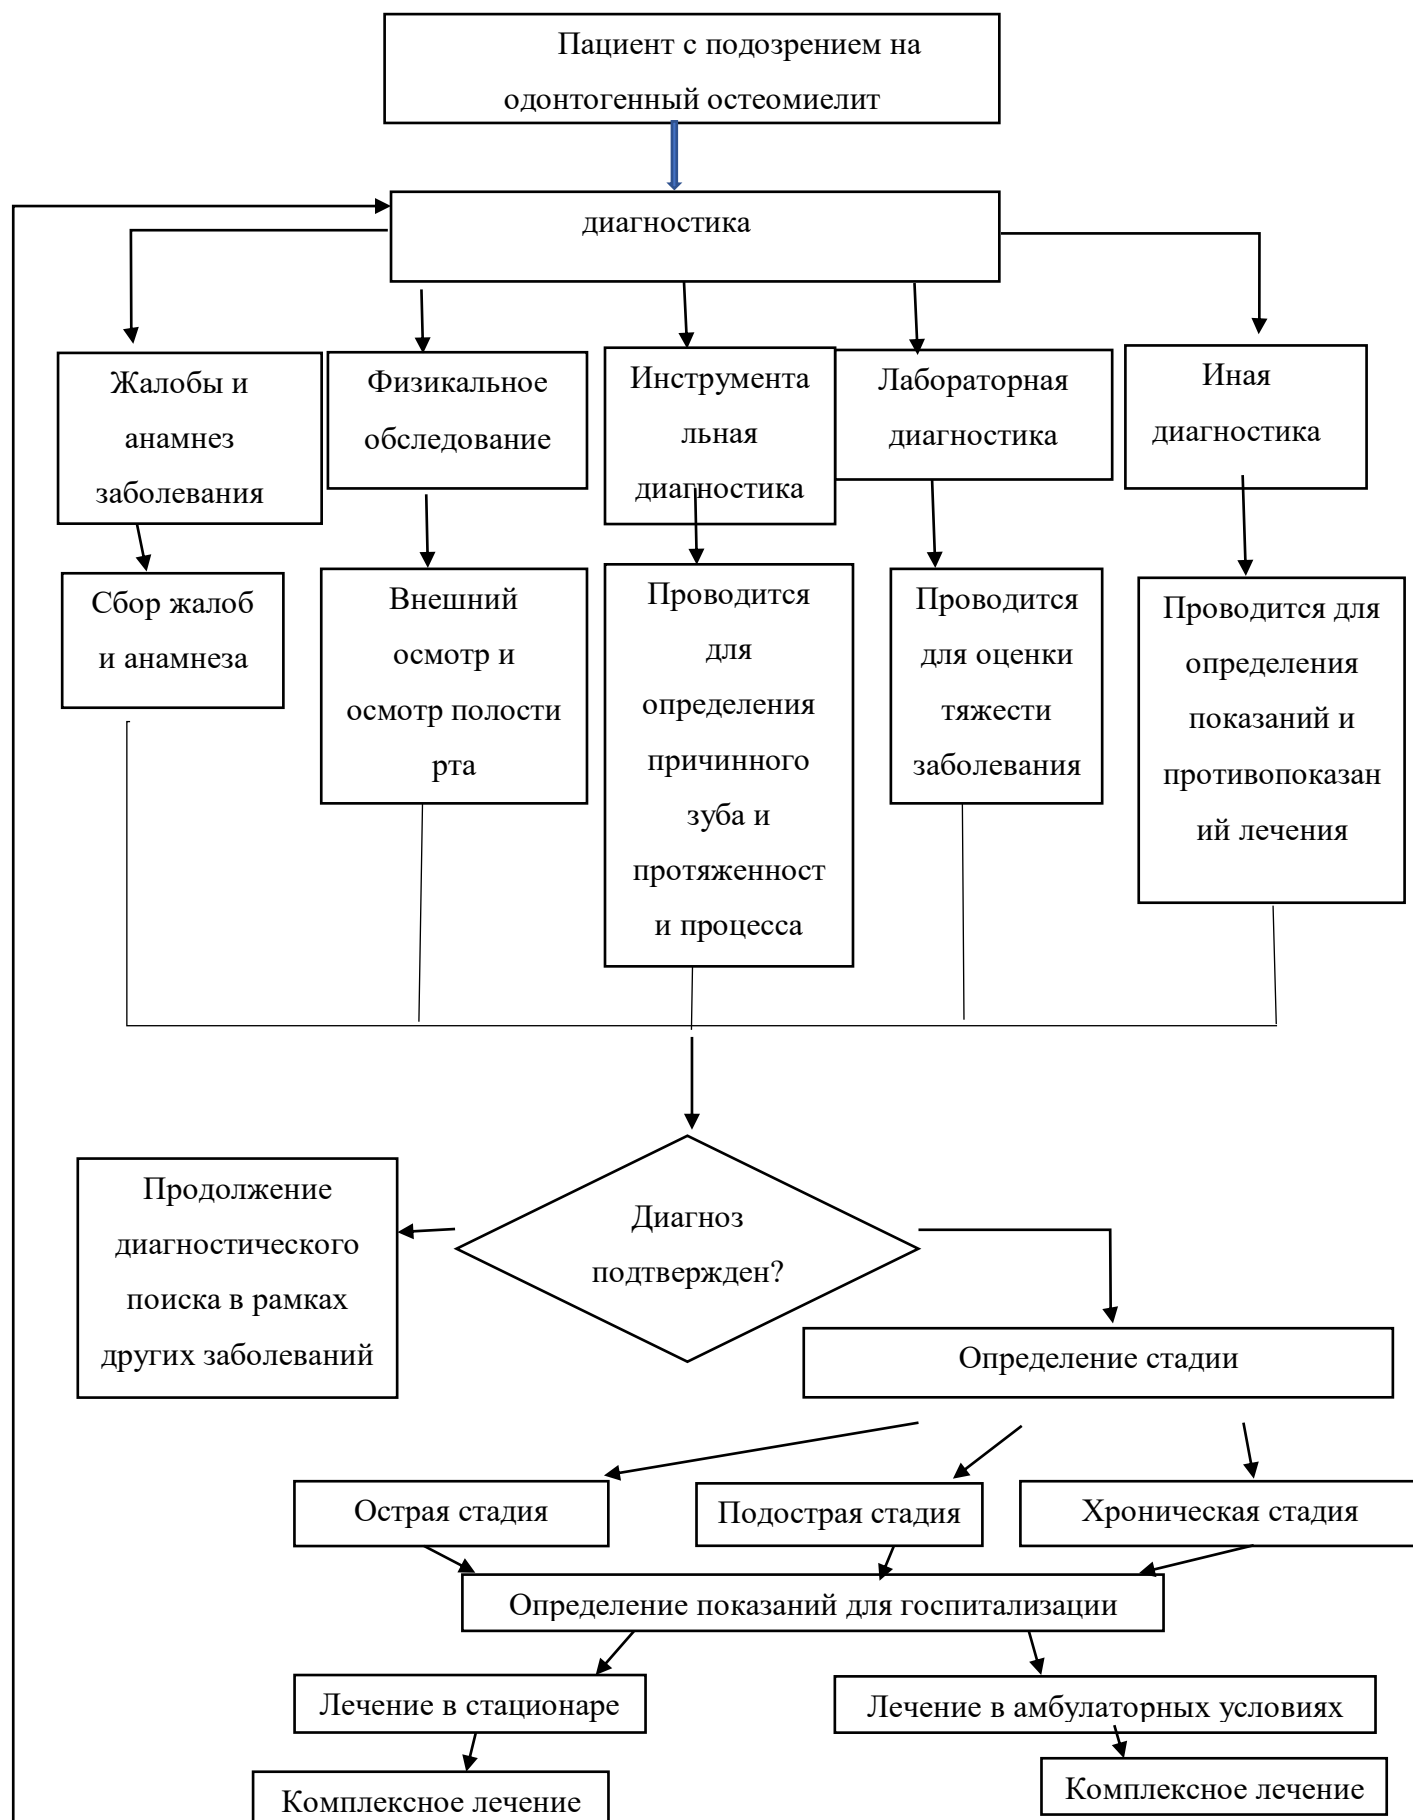 Пациент с подозрением на
одонтогенный остеомиелит
диагностика
Жалобы и
анамнез
заболевания
Физикальное
обследование
Инструмента
льная
диагностика
Лабораторная
диагностика
Иная
диагностика
Сбор жалоб
и анамнеза
Внешний
осмотр и
осмотр полости
рта
Проводится
для
определения
причинного
зуба и
протяженност
и процесса
Проводится
для оценки
тяжести
заболевания
Проводится для
определения
показаний и
противопоказан
ий лечения
Продолжение
диагностического
поиска в рамках
других заболеваний
Диагноз
подтвержден?
Определение стадии
Острая стадия
Подострая стадия
Хроническая стадия
Определение показаний для госпитализации
Лечение в стационаре
Лечение в амбулаторных условиях
Комплексное лечение
Комплексное лечение